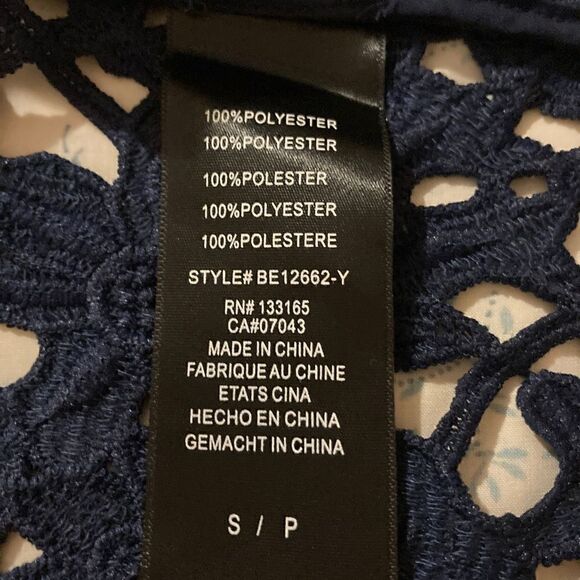 100%POLYESTER
100%POLYESTER
100%POLESTER
100%POLYESTER
100%POLESTERE
STYLE# BE12662-Y
RN# 133165
CA#07043
MADE IN CHINA
FABRIQUE AU CHINE
ETATS CINA
HECHO EN CHINA
GEMACHT IN CHINA
S / P